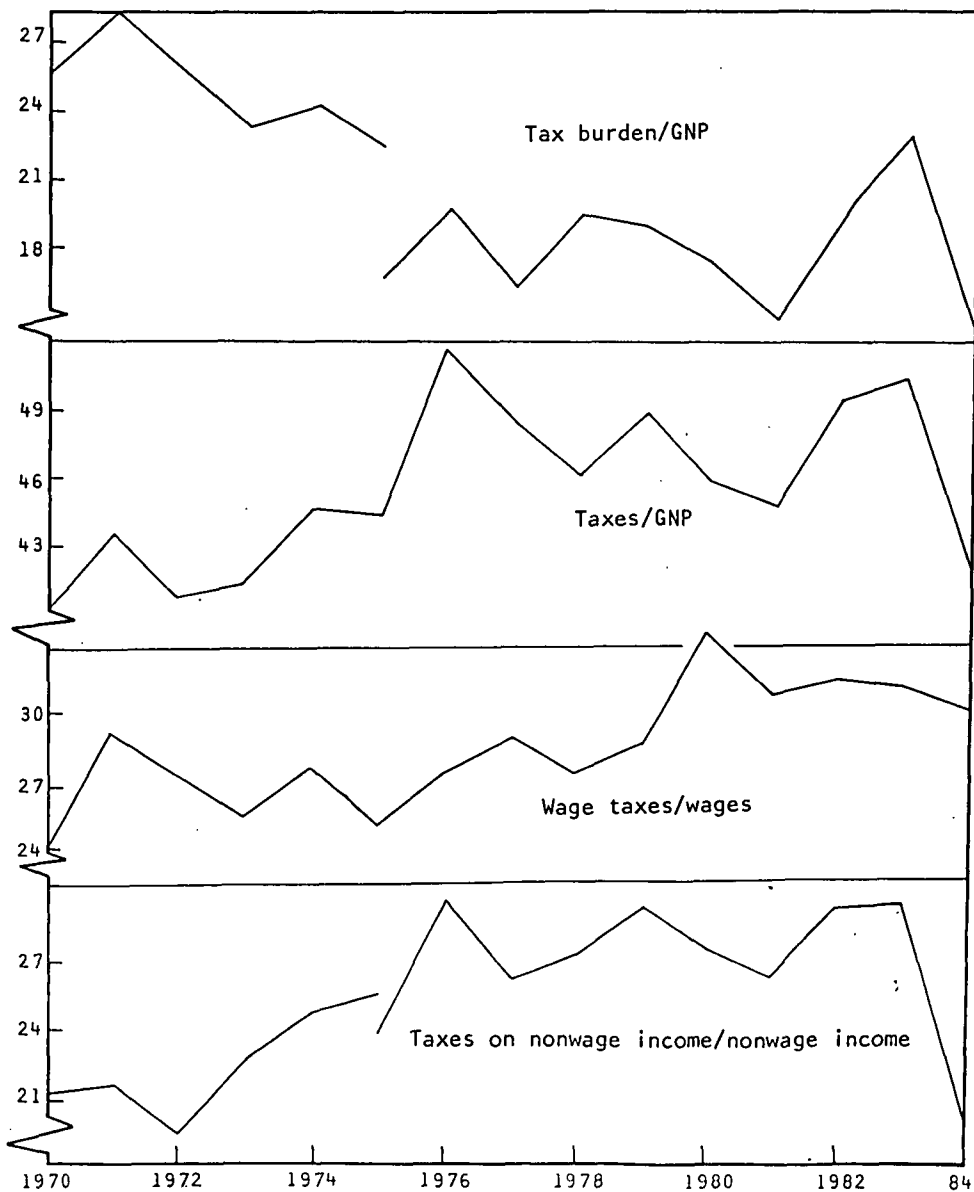 27
24
21
18
Tax burden/GNP
49
46
43
Taxes/GNP
30
27
24
Wage taxes/wages
27
24
21
Taxes on nonwage income/nonwage income
1970 1972 1974 1976 1978 1980 1982 84